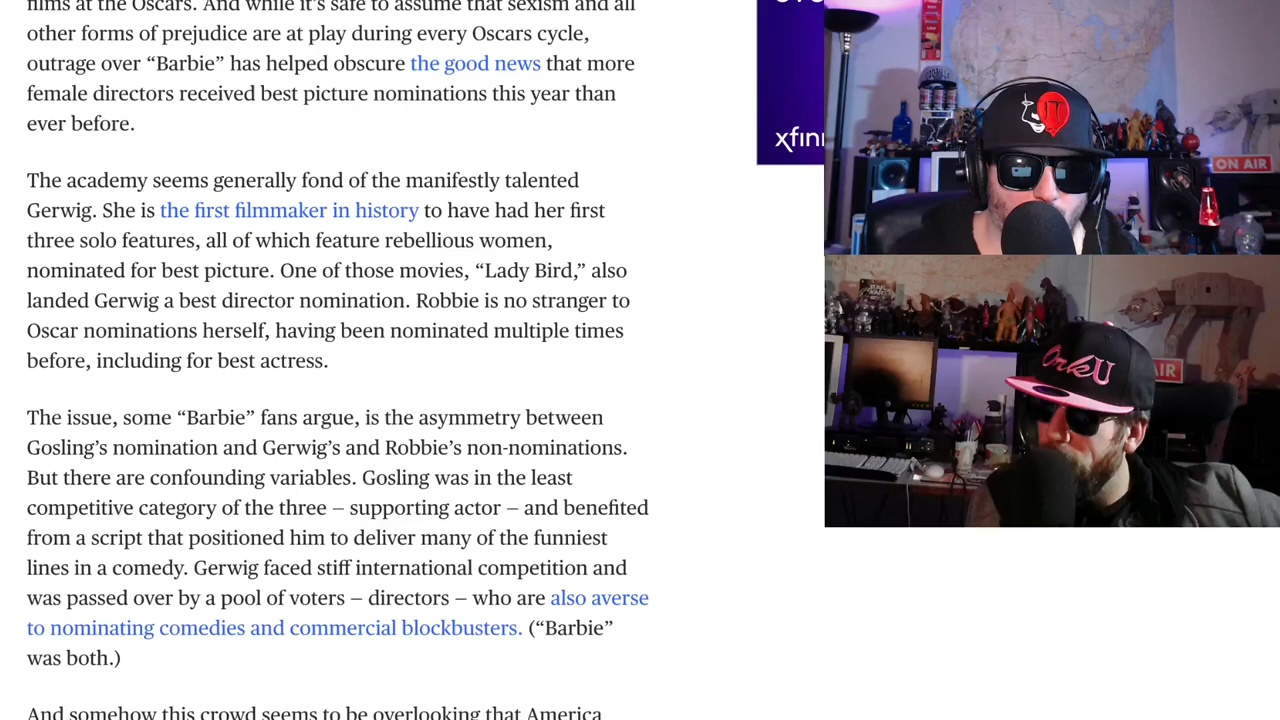 films at the Oscars. And while it's safe to assume that sexism and all
other forms of prejudice are at play during every Oscars cycle,
outrage over “Barbie” has helped obscure the good news that more
female directors received best picture nominations this year than
ever before.
The academy seems generally fond of the manifestly talented
Gerwig. She is the first filmmaker in history to have had her first
three solo features, all of which feature rebellious women,
nominated for best picture. One of those movies, “Lady Bird,” also
landed Gerwig a best director nomination. Robbie is no stranger to
Oscar nominations herself, having been nominated multiple times
before, including for best actress.
The issue, some “Barbie” fans argue, is the asymmetry between
Gosling’s nomination and Gerwig’s and Robbie’s non-nominations.
But there are confounding variables. Gosling was in the least
competitive category of the three – supporting actor – and benefited
from a script that positioned him to deliver many of the funniest
lines in a comedy. Gerwig faced stiff international competition and
was passed over by a pool of voters – directors – who are also averse
to nominating comedies and commercial blockbusters. (“Barbie”
was both.)
And somehow this crowd seems to be overlooking that America
xfin
IT
ON AIR
STAR WARS
OrkU
AIR